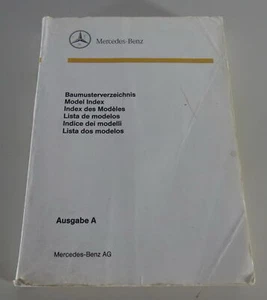 Mercedes-Benz
Baumusterverzeichnis
Model Index
Index des Modèles
Lista de modelos
Indice dei modelli
Lista dos modelos
Ausgabe A
Mercedes-Benz AG